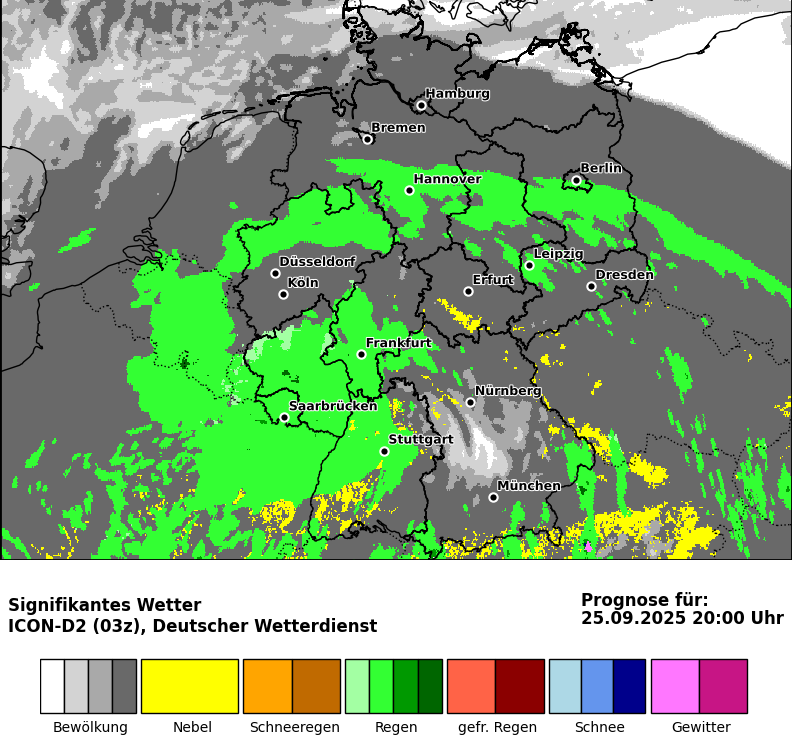 Hamburg
Bremen
Berlin
Hannover
Leipzig
Düsseldorf
Dresden
Köln
Erfurt
Frankfurt
Nürnberg
Saarbrücken
Stuttgart
München
Signifikantes Wetter
ICON-D2 (03z), Deutscher Wetterdienst
Prognose für:
25.09.2025 20:00 Uhr
Bewölkung Nebel Schneeregen Regen gefr. Regen Schnee Gewitter